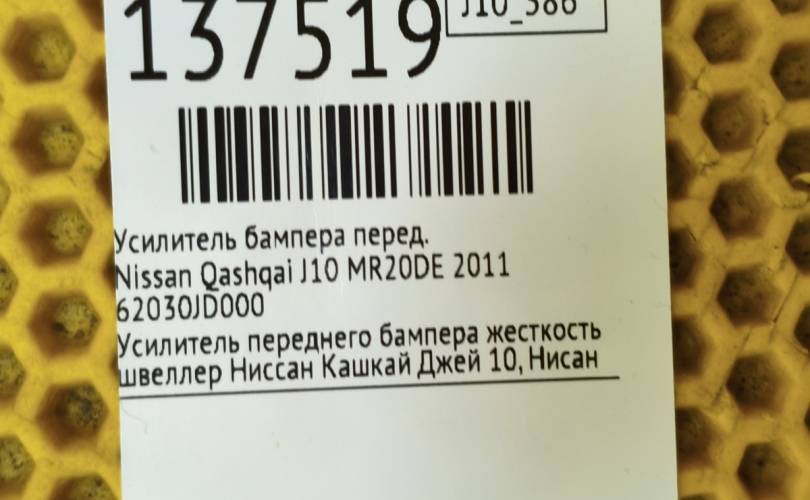 137519
J10_386
Усилитель бампера перед.
Nissan Qashqai J10 MR20DE 2011
62030JD000
Усилитель переднего бампера жесткость
швеллер Ниссан Кашкай Джей 10, Нисан